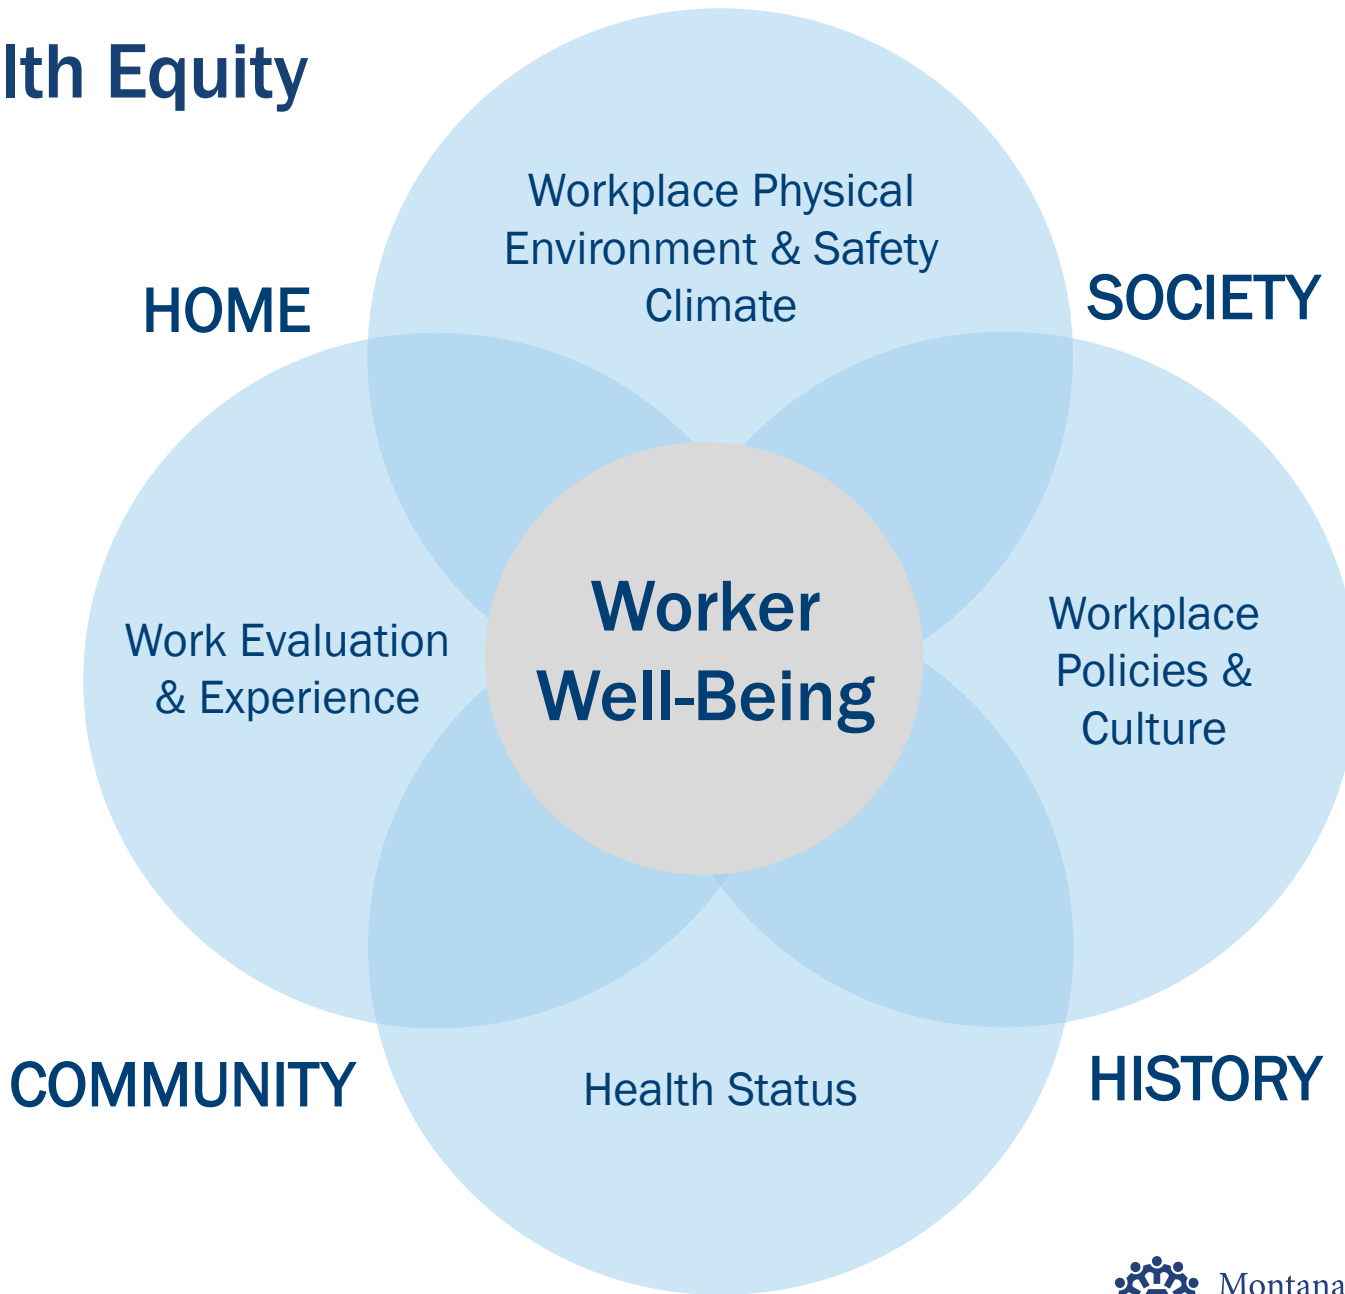 lth Equity
Workplace Physical
Environment & Safety
Climate
HOME
SOCIETY
Work Evaluation
& Experience
Worker
Well-Being
Workplace
Policies &
Culture
COMMUNITY
Health Status
HISTORY
Montana